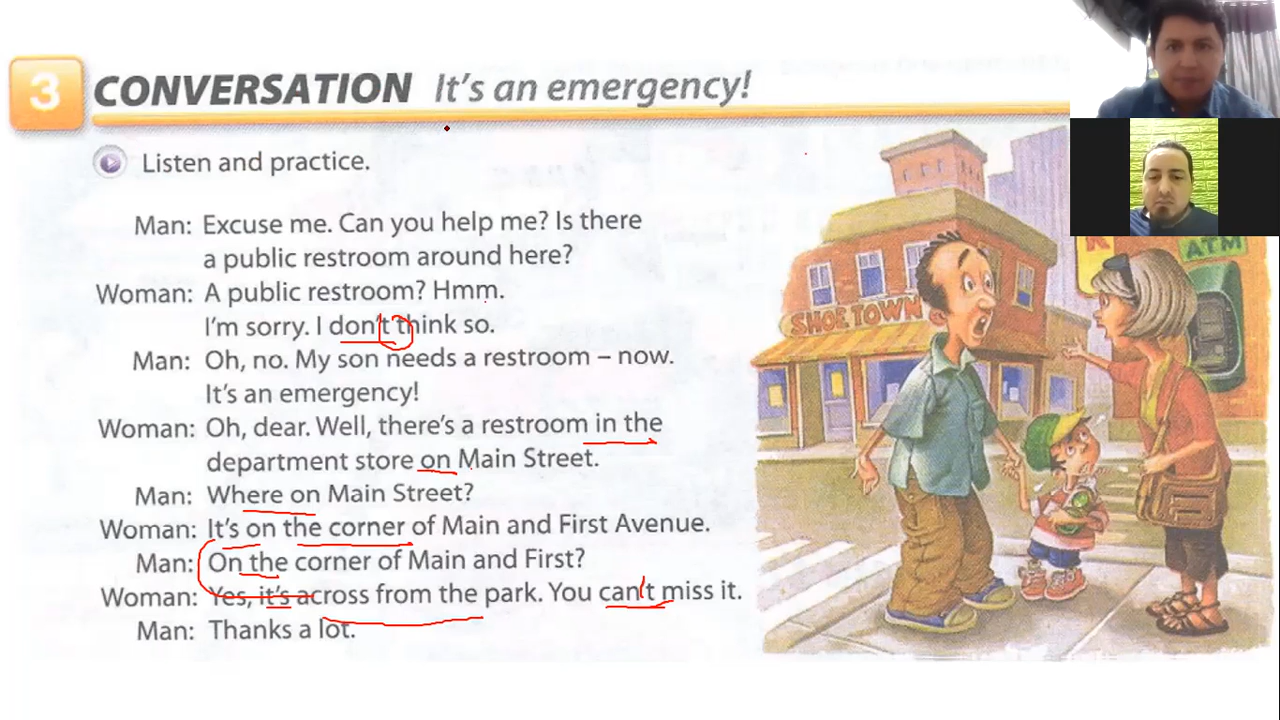 3 CONVERSATION It's an emergency!
Listen and practice.
Man: Excuse me. Can you help me? Is there
a public restroom around here?
Woman: A public restroom? Hmm.
I'm sorry. I don't think so.
Man: Oh, no. My son needs a restroom – now.
It's an emergency!
Woman: Oh, dear. Well, there's a restroom in the
department store on Main Street.
Man: Where on Main Street?
Woman: It's on the corner of Main and First Avenue.
Man: On the corner of Main and First?
Woman: Yes, it's across from the park. You can't miss it.
Man: Thanks a lot.
SHOE TOWN
ATM